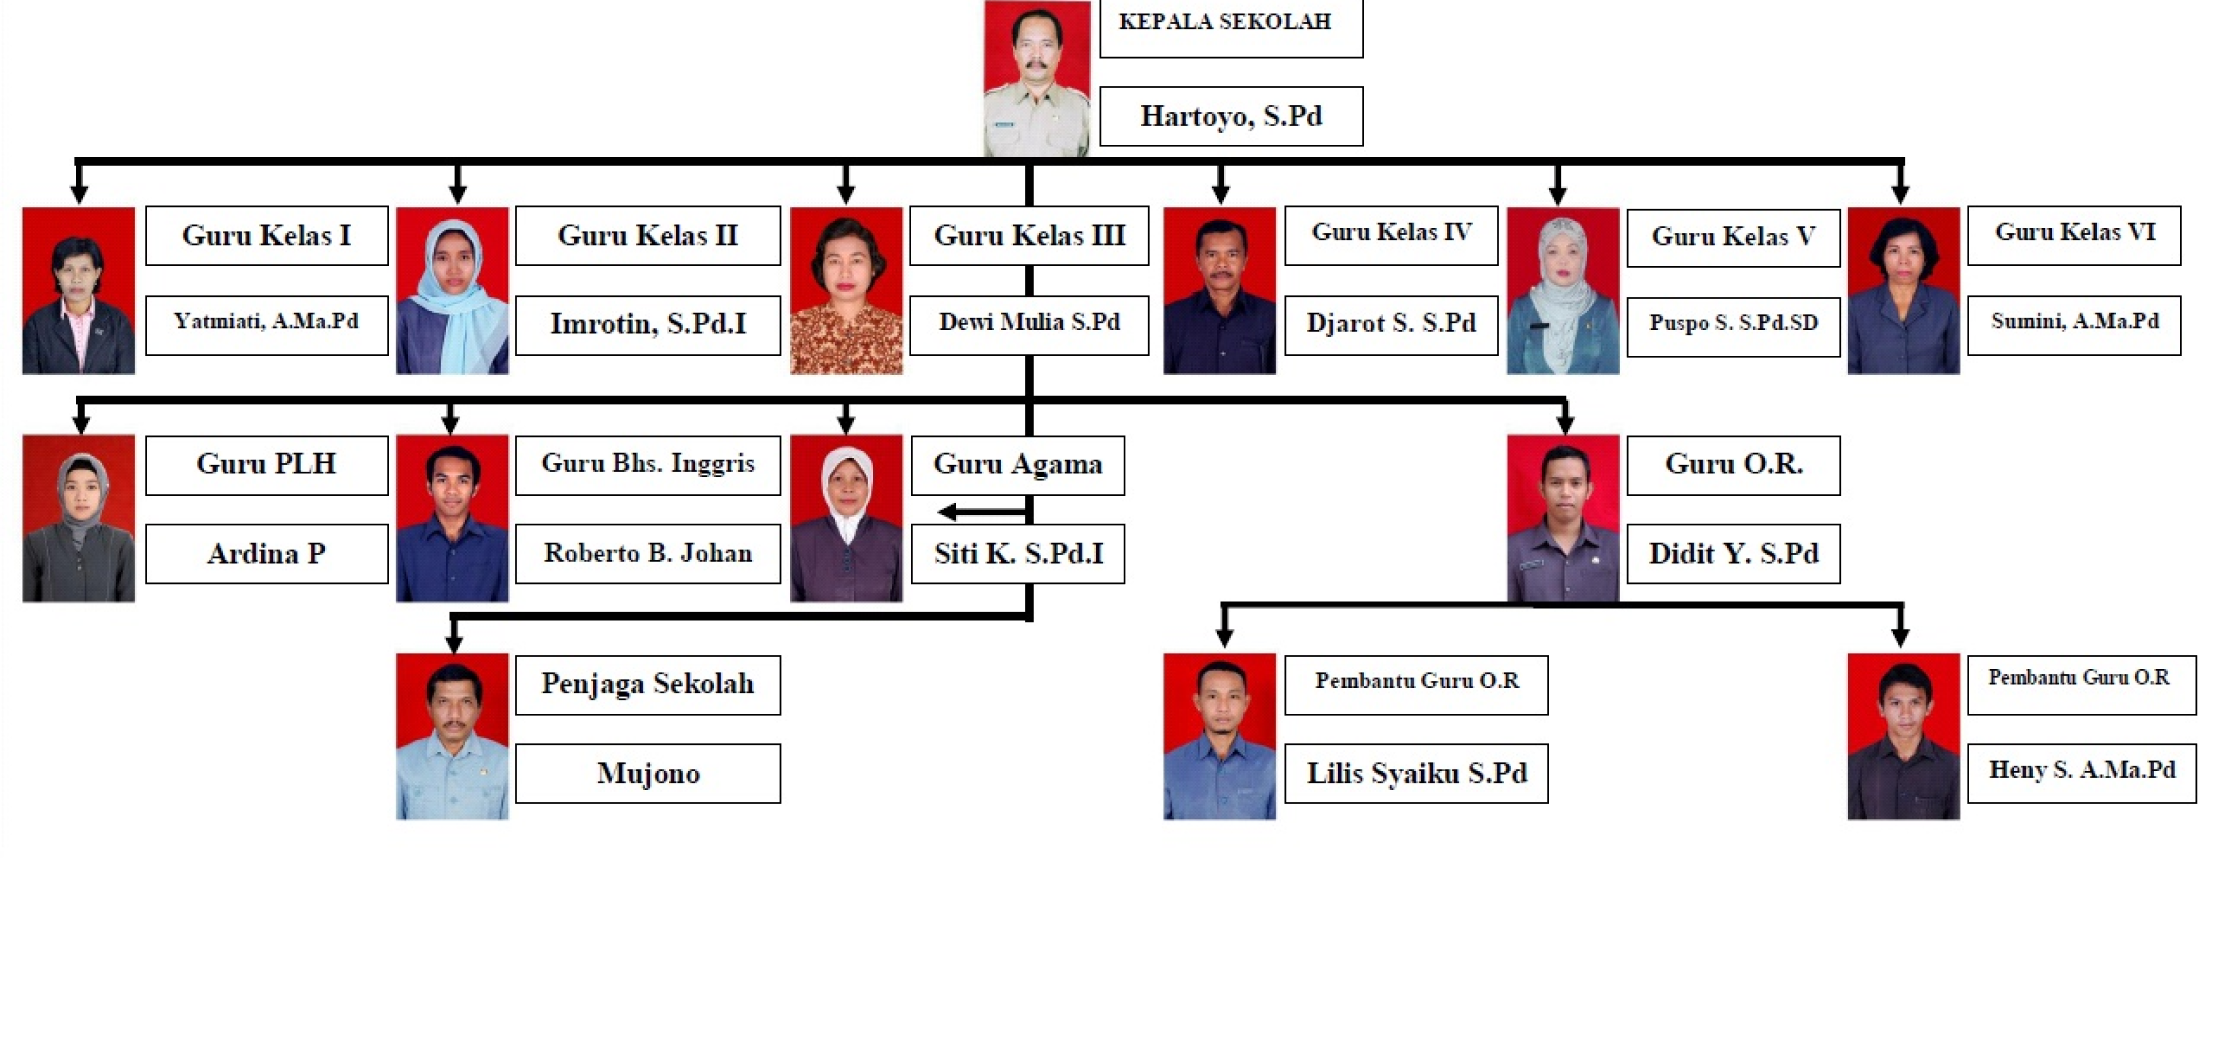 KEPALA SEKOLAH
Hartoyo, S.Pd
Guru Kelas I
Guru Kelas II
Guru Kelas III
Guru Kelas IV
Guru Kelas V
Guru Kelas VI
Yatmiati, A.Ma.Pd
Imrotin, S.Pd.I
Dewi Mulia S.Pd
Djarot S. S.Pd
Puspo S. S.Pd.SD
Sumini, A.Ma.Pd
Guru PLH
Guru Bhs. Inggris
Guru Agama
Guru O.R.
Ardina P
Roberto B. Johan
Siti K. S.Pd.I
Didit Y. S.Pd
Penjaga Sekolah
Pembantu Guru O.R
Pembantu Guru O.R
Mujono
Lilis Syaiku S.Pd
Heny S. A.Ma.Pd